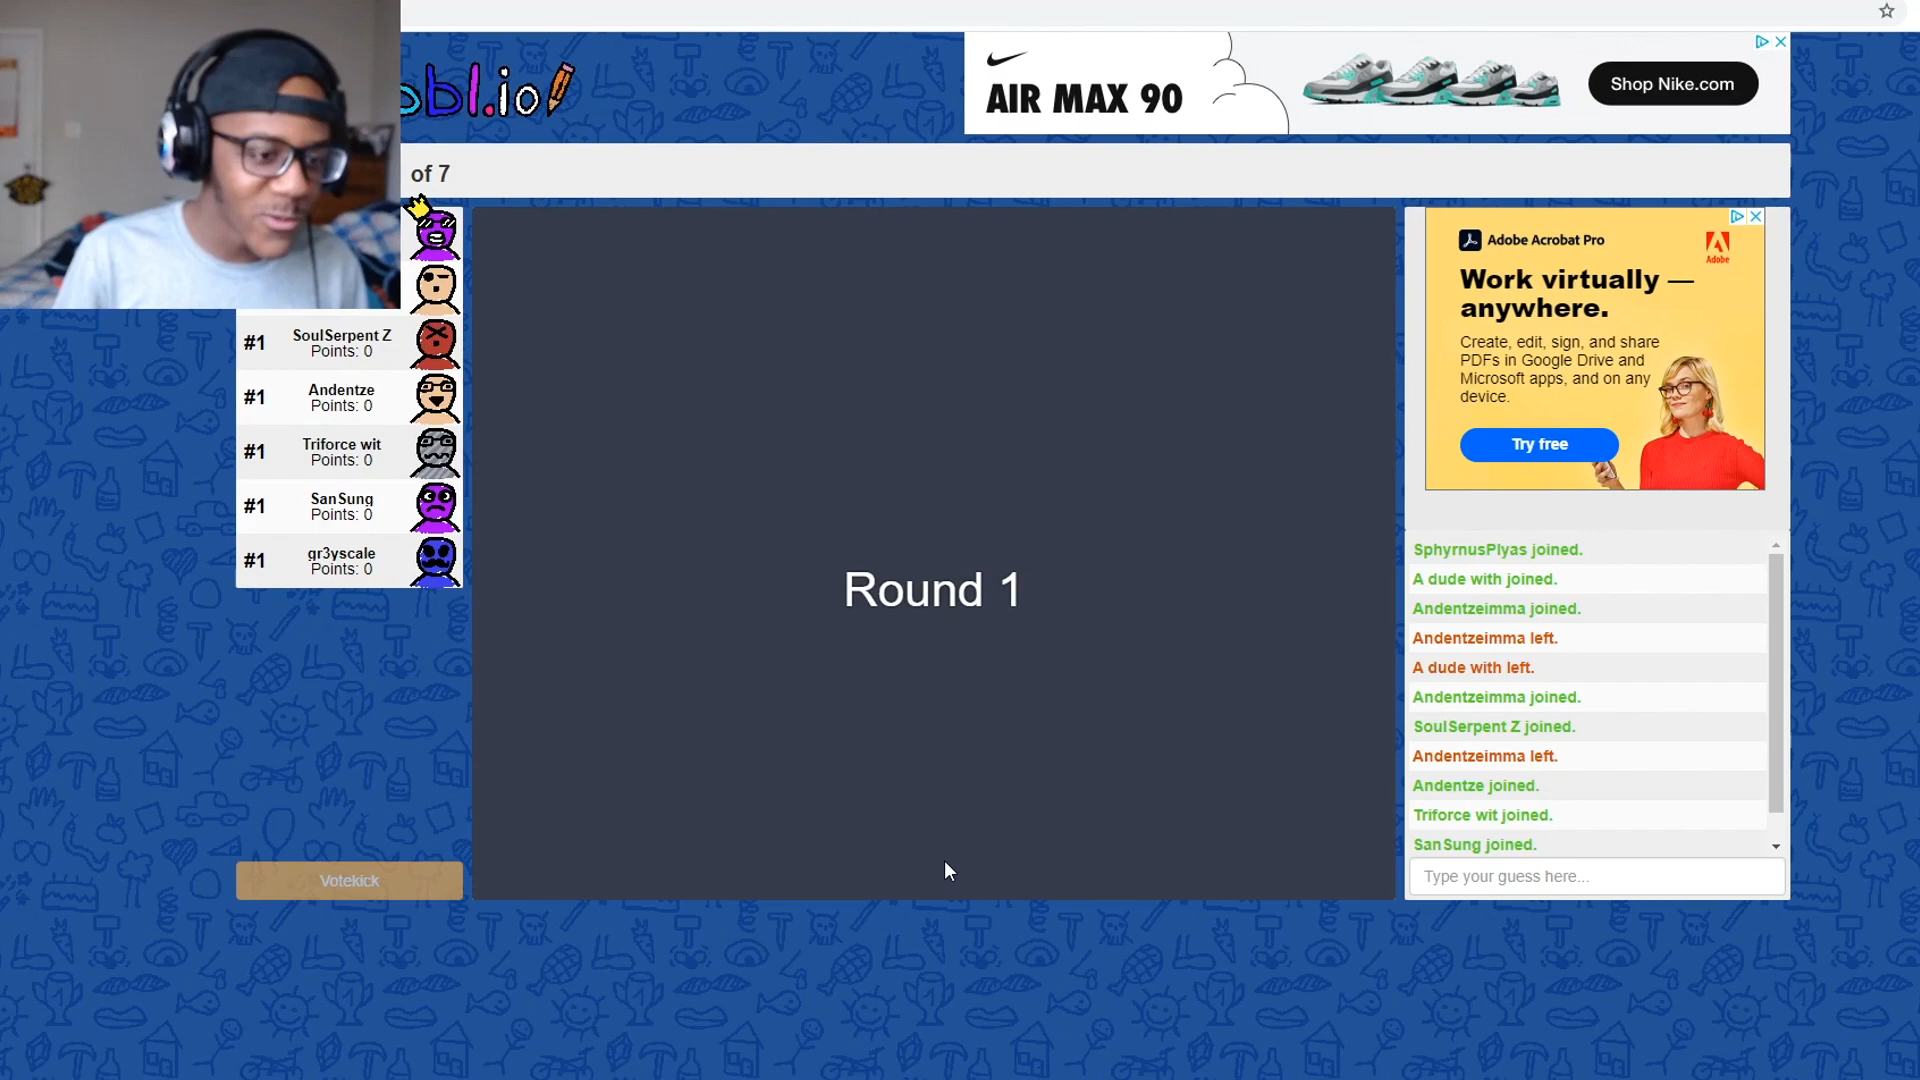 obl.io
AIR MAX 90
Shop Nike.com
of 7
#1 SoulSerpent Z
Points: 0
#1 Andentze
Points: 0
#1 Triforce wit
Points: 0
#1 SanSung
Points: 0
#1 gr3yscale
Points: 0
Votekick
Round 1
Adobe Acrobat Pro
Adobe
Work virtually —
anywhere.
Create, edit, sign, and share
PDFs in Google Drive and
Microsoft apps, and on any
device.
Try free
SphyrnusPlyas joined.
A dude with joined.
Andentzeimma joined.
Andentzeimma left.
A dude with left.
Andentzeimma joined.
SoulSerpent Z joined.
Andentzeimma left.
Andentze joined.
Triforce wit joined.
SanSung joined.
Type your guess here...